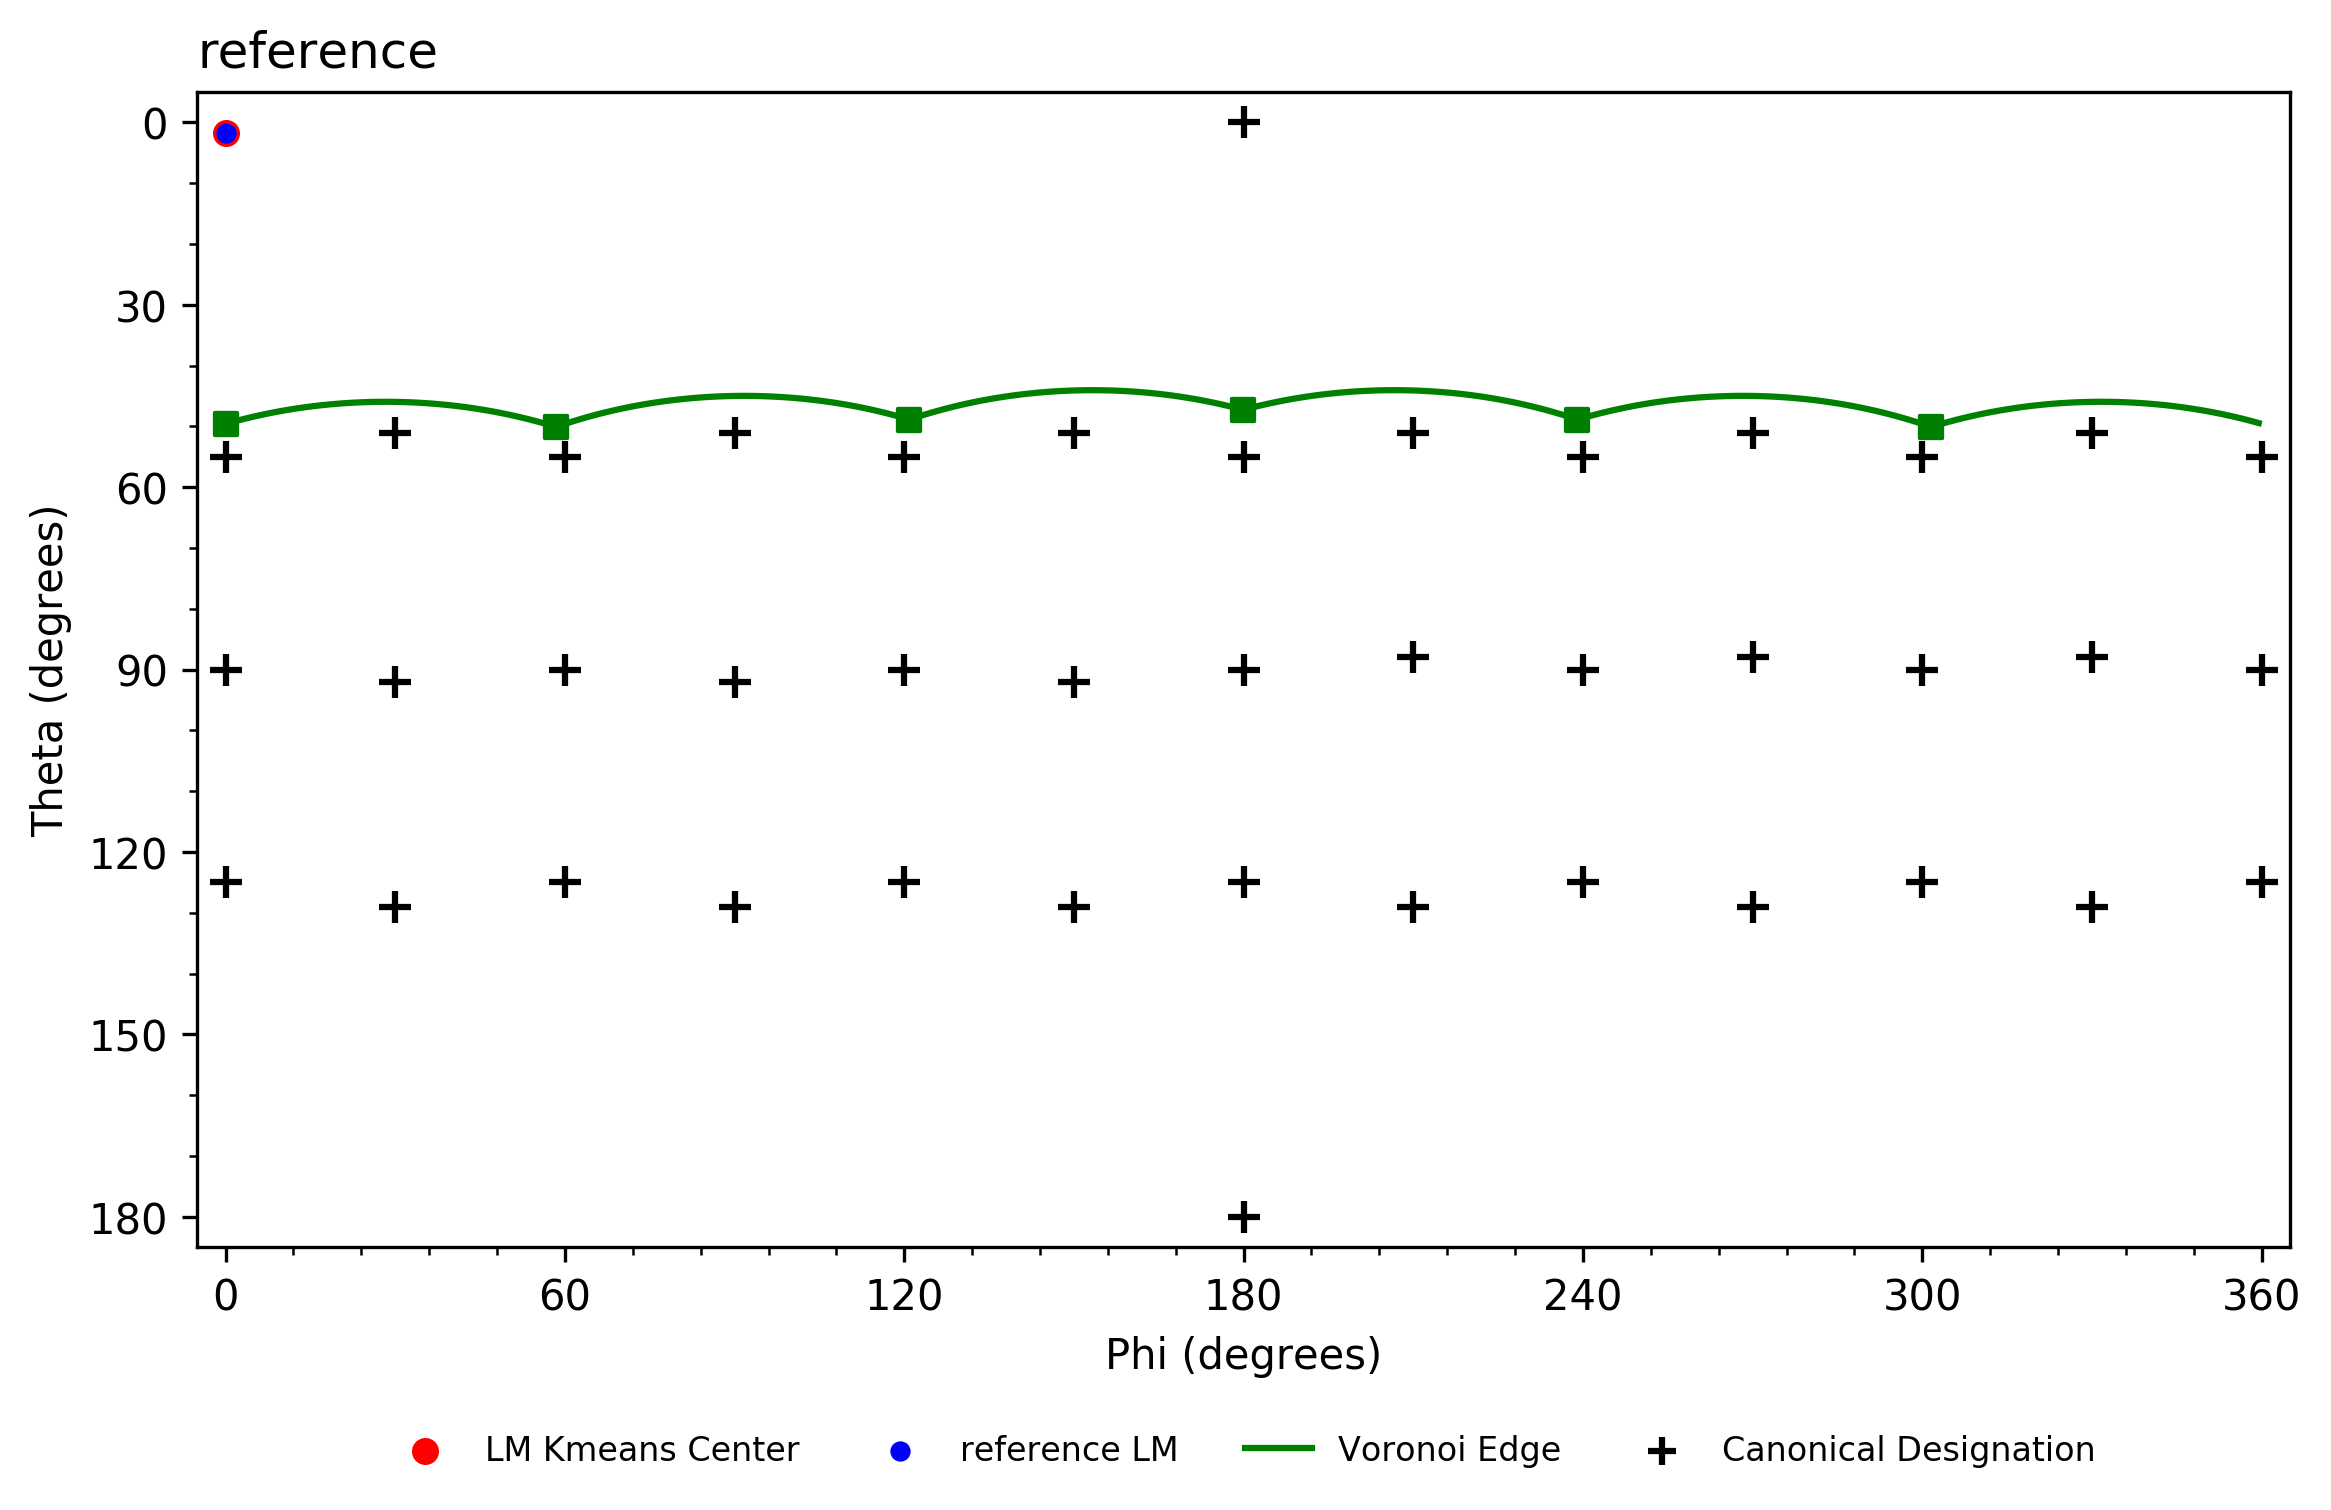 reference
0
30
60
90
120
150
180
Theta (degrees)
0 60 120 180 240 300 360
Phi (degrees)
LM Kmeans Center reference LM Voronoi Edge Canonical Designation